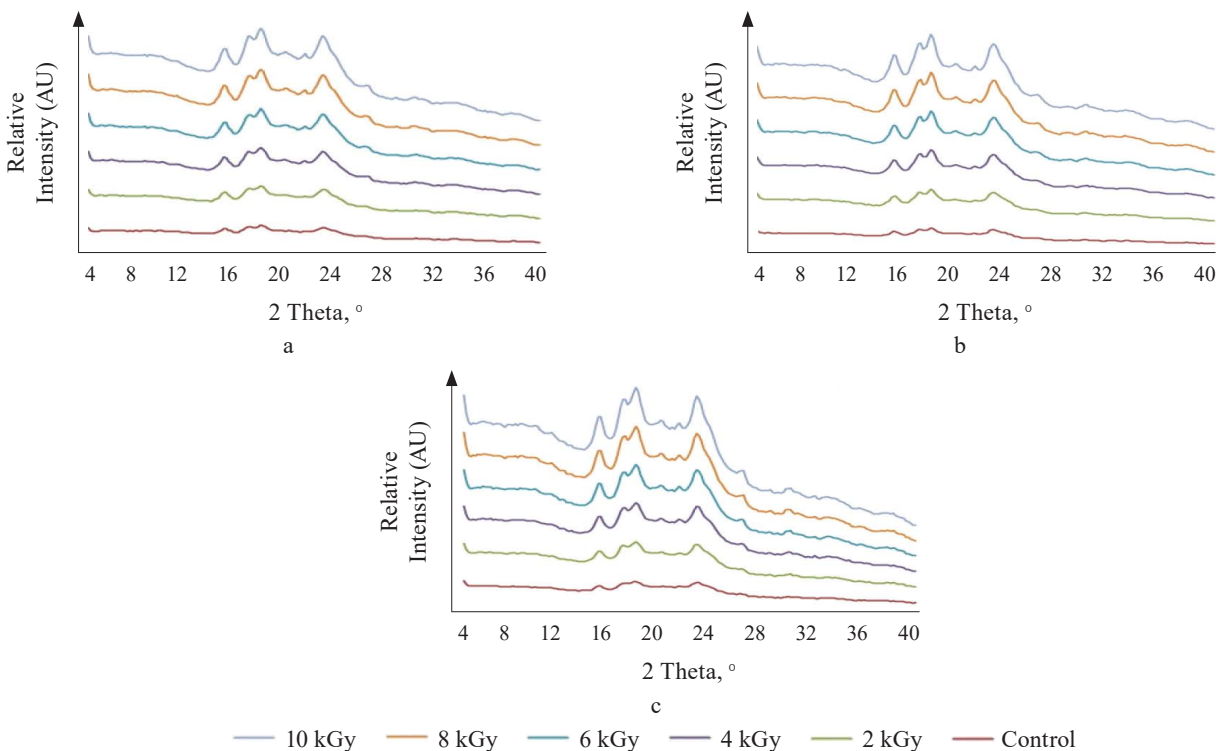 Relative
Intensity (AU)
4 8 12 16 20 24 28 32 36 40
2 Theta, °
a
Relative
Intensity (AU)
4 8 12 16 20 24 28 32 36 40
2 Theta, °
b
Relative
Intensity (AU)
4 8 12 16 20 24 28 32 36 40
2 Theta, °
c
10 kGy 8 kGy 6 kGy 4 kGy 2 kGy Control